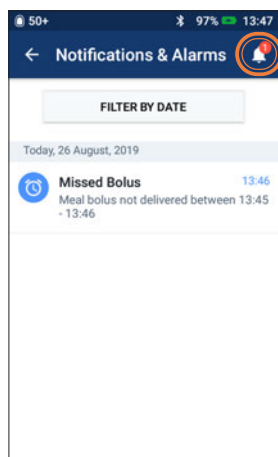 50+ 97% 13:47
Notifications & Alarms 1
FILTER BY DATE
Today, 26 August, 2019
Missed Bolus 13:46
Meal bolus not delivered between 13:45
- 13:46